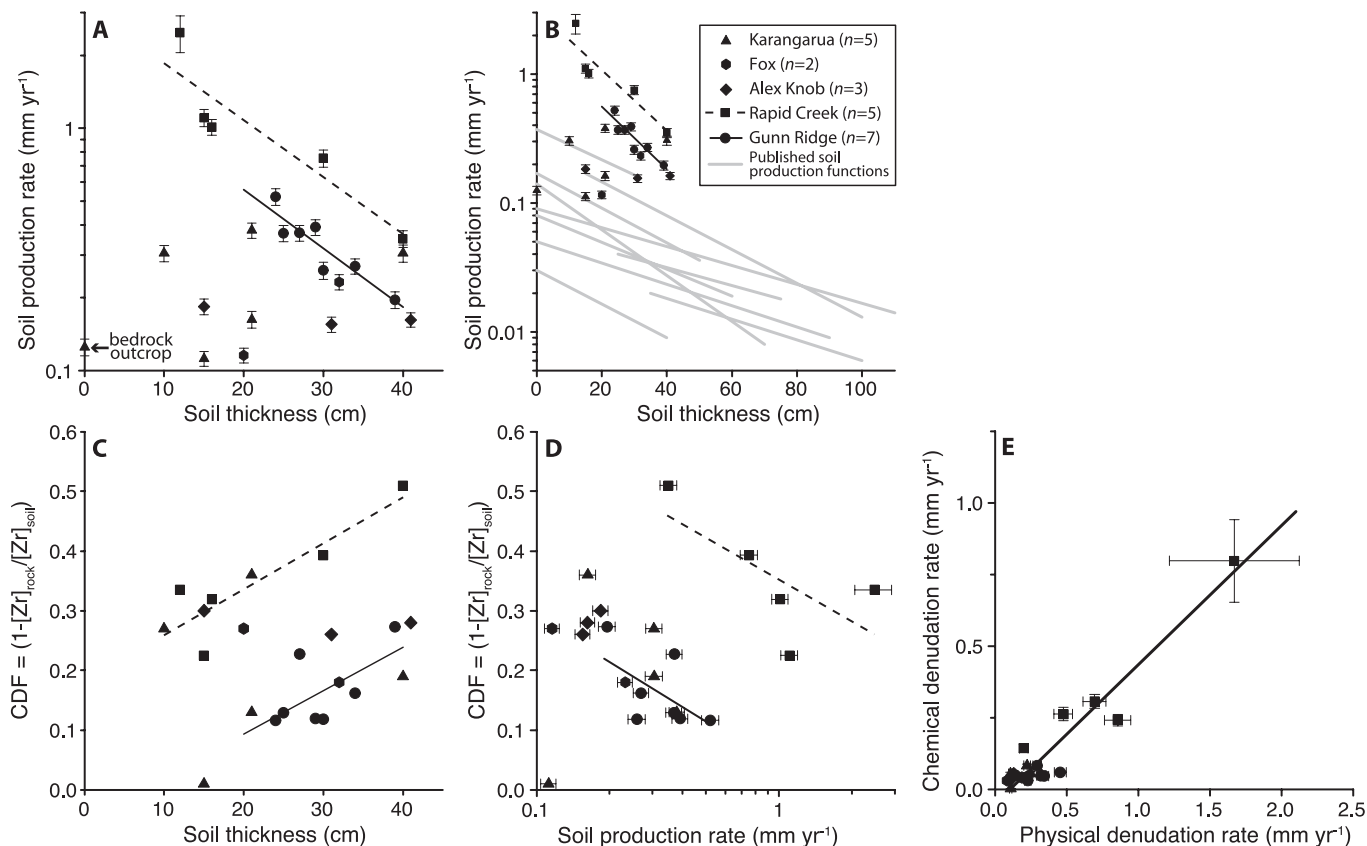 A
Soil production rate (mm yr⁻¹)
1
0.1
bedrock
outcrop
0 10 20 30 40
Soil thickness (cm)
B
Soil production rate (mm yr⁻¹)
1
0.1
0.01
0 20 40 60 80 100
Soil thickness (cm)
Karangarua (n=5)
Fox (n=2)
Alex Knob (n=3)
Rapid Creek (n=5)
Gunn Ridge (n=7)
Published soil
production functions
C
CDF = (1-[Zr]rock/[Zr]soil)
0.6
0.5
0.4
0.3
0.2
0.1
0.0
0 10 20 30 40
Soil thickness (cm)
D
CDF = (1-[Zr]rock/[Zr]soil)
0.6
0.5
0.4
0.3
0.2
0.1
0.0
0.1 1
Soil production rate (mm yr⁻¹)
E
Chemical denudation rate (mm yr⁻¹)
1.0
0.5
0.0
0.0 0.5 1.0 1.5 2.0 2.5
Physical denudation rate (mm yr⁻¹)